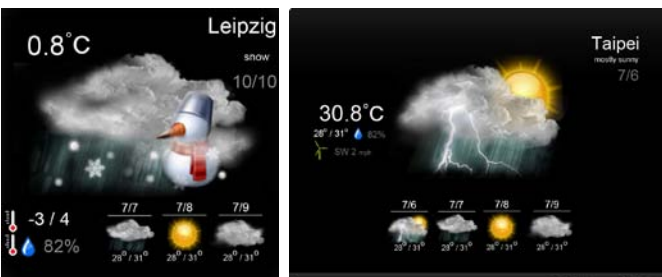 Leipzig
0.8°C
snow
10/10
-3 / 4
82%
7/7 7/8 7/9
28°/31° 28°/31° 28°/31°
Taipei
mostly sunny
7/6
30.8°C
28°/31° 82%
SW 2 mph
7/6 7/7 7/8 7/9
28°/31° 28°/31° 28°/31° 28°/31°